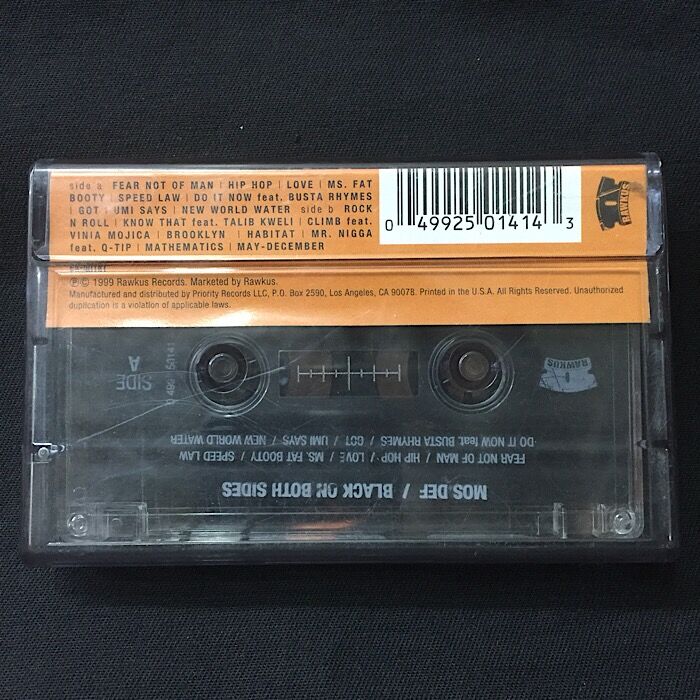 side a FEAR NOT OF MAN | HIP HOP | LOVE | MS. FAT
BOOTY | SPEED LAW | DO IT NOW feat. BUSTA RHYMES
| GOT | UMI SAYS | NEW WORLD WATER side b ROCK
N ROLL | KNOW THAT feat. TALIB KWELI | CLIMB feat.
VINIA MOJICA | BROOKLYN | HABITAT | MR. NIGGA
feat. Q-TIP | MATHEMATICS | MAY-DECEMBER
0 49925 01414 3
RAWKUS
℗© 1999 Rawkus Records. Marketed by Rawkus.
Manufactured and distributed by Priority Records LLC, P.O. Box 2590, Los Angeles, CA 90078. Printed in the U.S.A. All Rights Reserved. Unauthorized
duplication is a violation of applicable laws.
SIDE
A
RAWKUS
MOS DEF / BLACK ON BOTH SIDES
FEAR NOT OF MAN / HIP HOP / LOVE / MS. FAT BOOTY / SPEED LAW
DO IT NOW feat. BUSTA RHYMES / GOT / UMI SAYS / NEW WORLD WATER